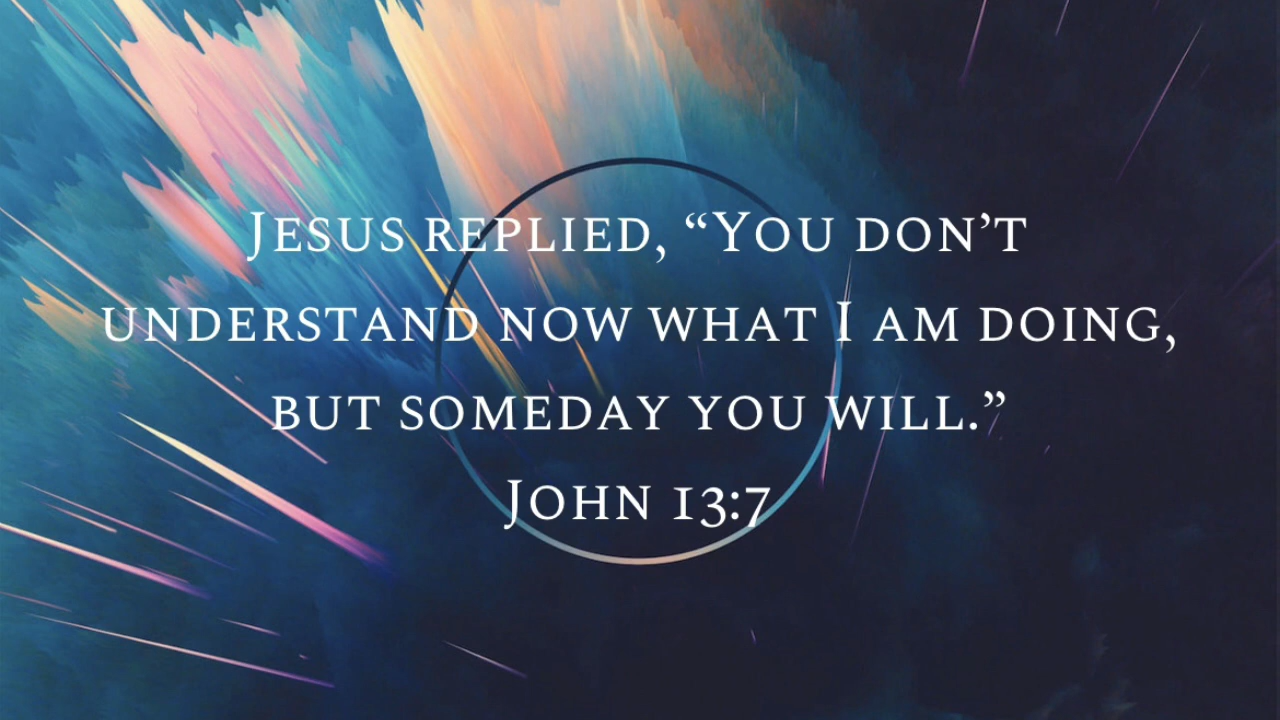 Jesus replied, “You don’t
understand now what I am doing,
but someday you will.”
John 13:7